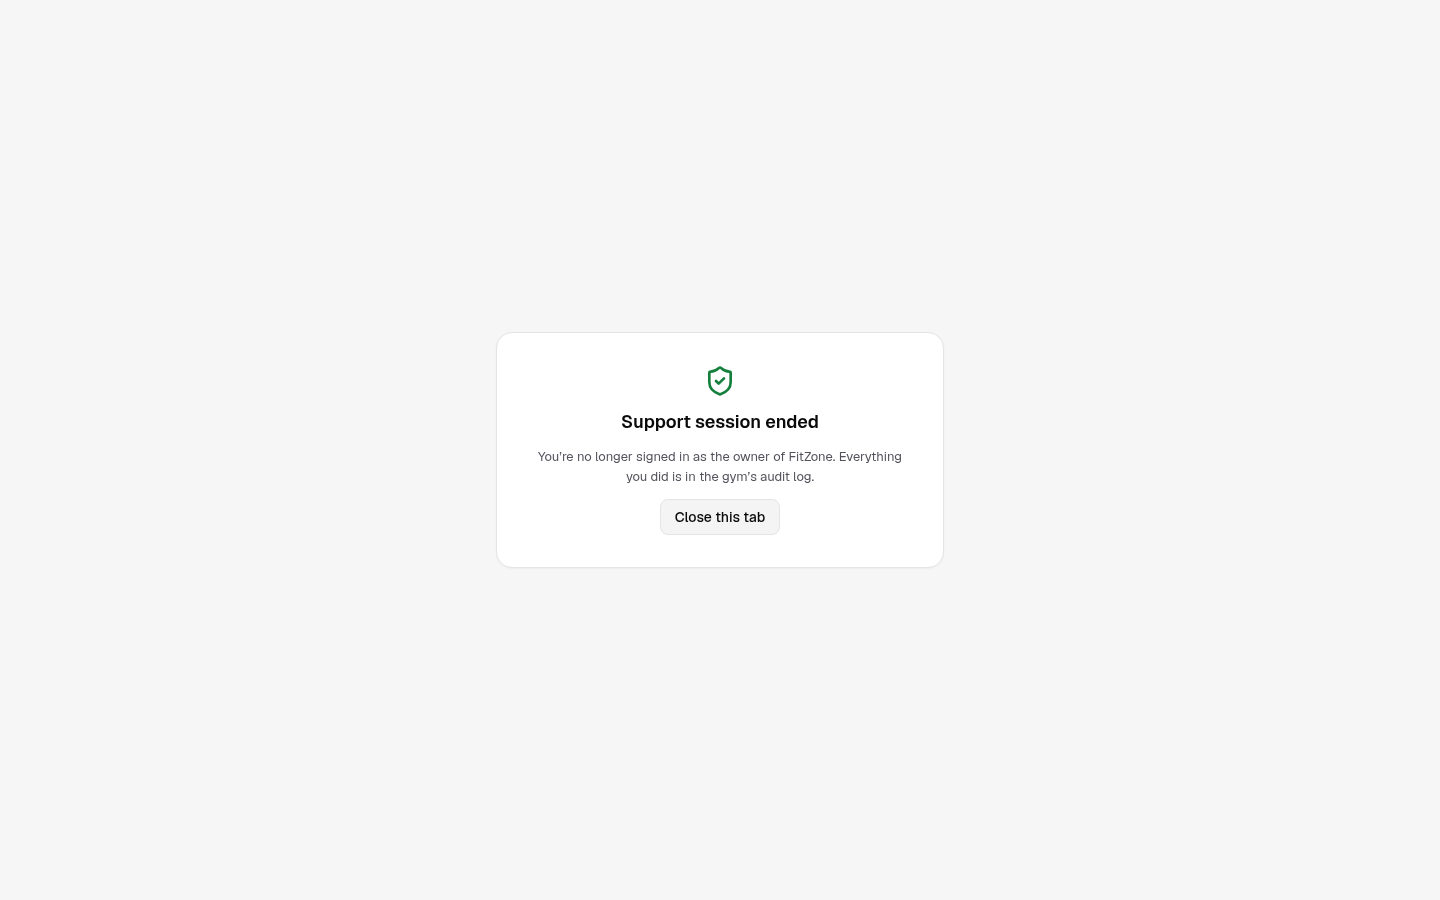 Support session ended
You're no longer signed in as the owner of FitZone. Everything
you did is in the gym's audit log.
Close this tab